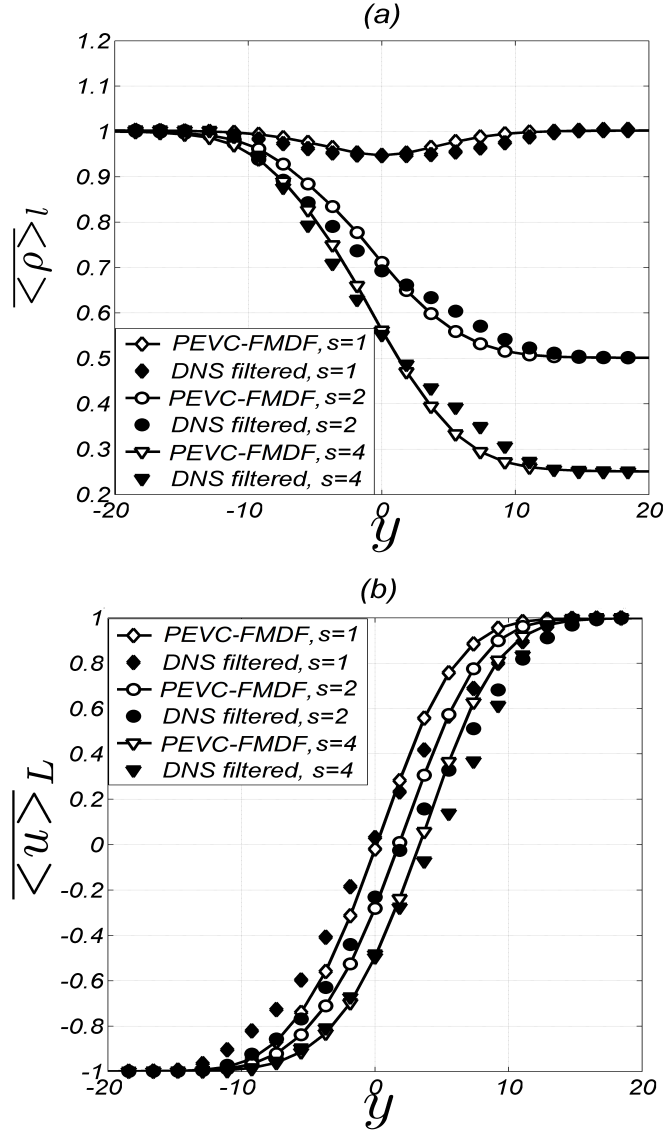 (a)
1.2
1.1
1
0.9
0.8
0.7
0.6
0.5
0.4
0.3
0.2
<ρ>l
PEVC-FMDF, s=1
DNS filtered, s=1
PEVC-FMDF, s=2
DNS filtered, s=2
PEVC-FMDF, s=4
DNS filtered, s=4
-20 -10 0 10 20
y
(b)
1
0.8
0.6
0.4
0.2
0
-0.2
-0.4
-0.6
-0.8
-1
<u>L
PEVC-FMDF, s=1
DNS filtered, s=1
PEVC-FMDF, s=2
DNS filtered, s=2
PEVC-FMDF, s=4
DNS filtered, s=4
-20 -10 0 10 20
y